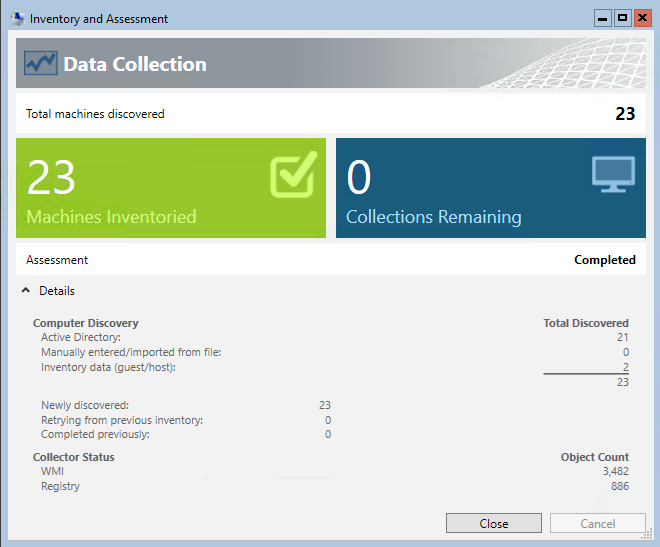 Inventory and Assessment
Data Collection
Total machines discovered 23
23 0
Machines Inventoried Collections Remaining
Assessment Completed
Details
Computer Discovery Total Discovered
Active Directory: 21
Manually entered/imported from file: 0
Inventory data (guest/host): 2
23
Newly discovered: 23
Retrying from previous inventory: 0
Completed previously: 0
Collector Status Object Count
WMI 3,482
Registry 886
Close Cancel